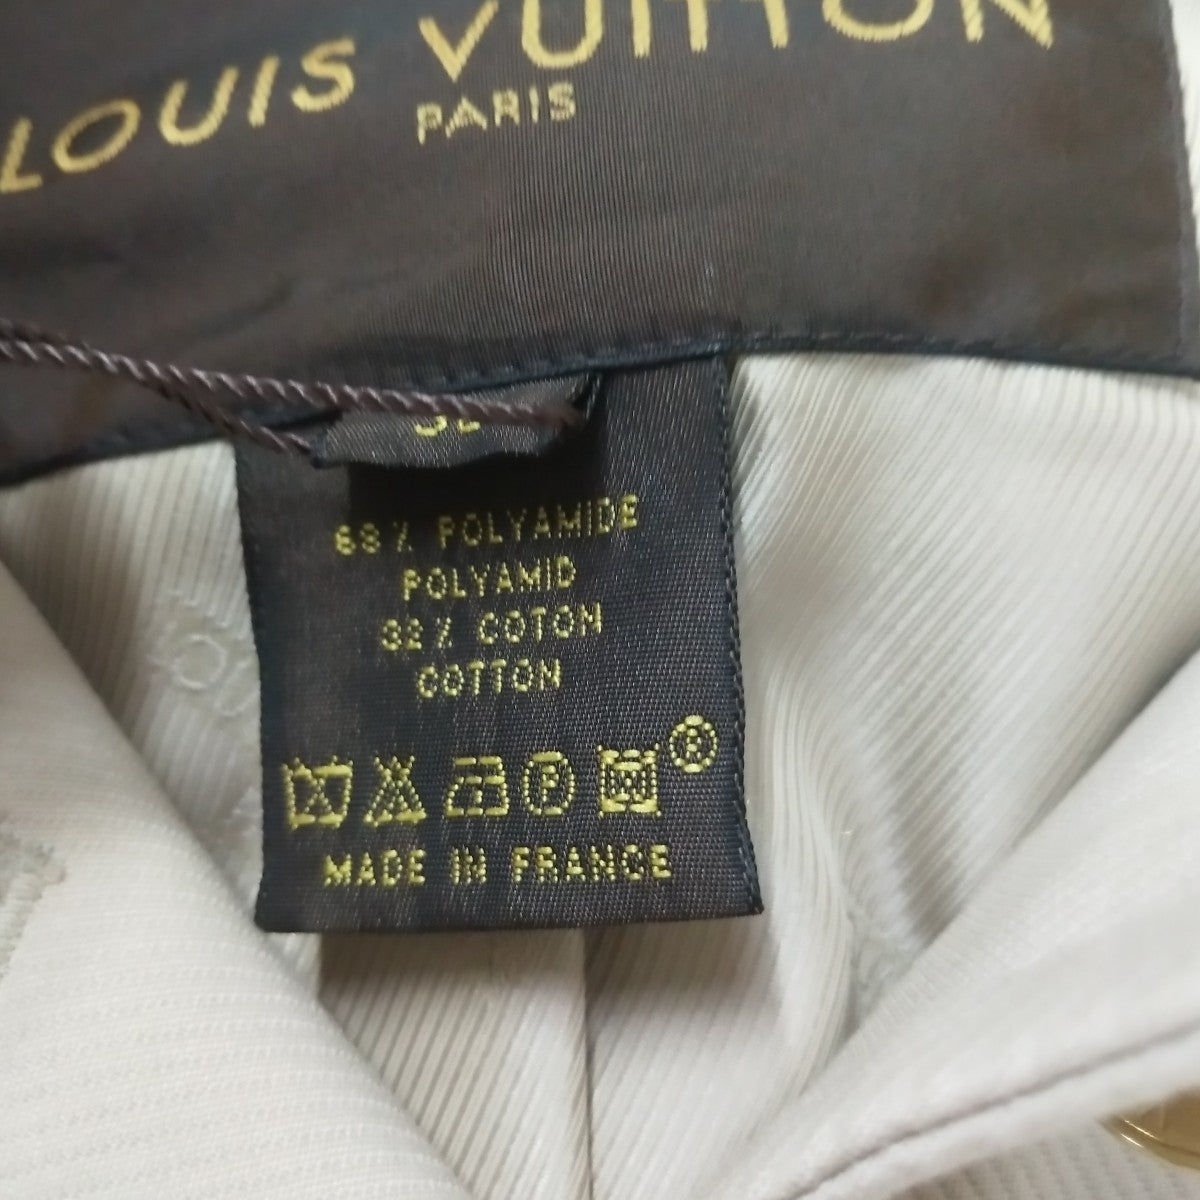 LOUIS VUITTON
PARIS
68% POLYAMIDE
POLYAMID
32% COTON
COTTON
P ®
MADE IN FRANCE